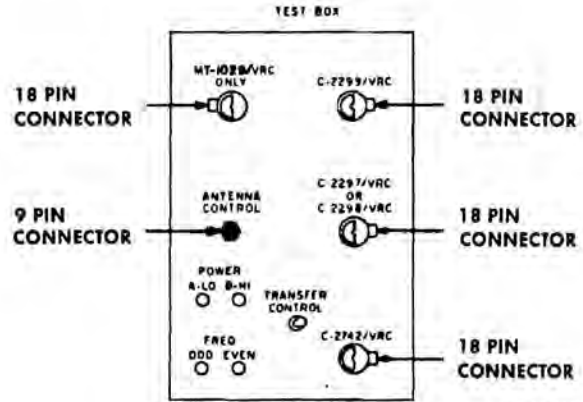 TEST BOX
MT-1029/VRC
ONLY
C-2299/VRC
18 PIN
CONNECTOR
18 PIN
CONNECTOR
ANTENNA
CONTROL
C 2297/VRC
OR
C 2298/VRC
9 PIN
CONNECTOR
18 PIN
CONNECTOR
POWER
A-LO B-HI
TRANSFER
CONTROL
FREQ
ODD EVEN
C-2742/VRC
18 PIN
CONNECTOR